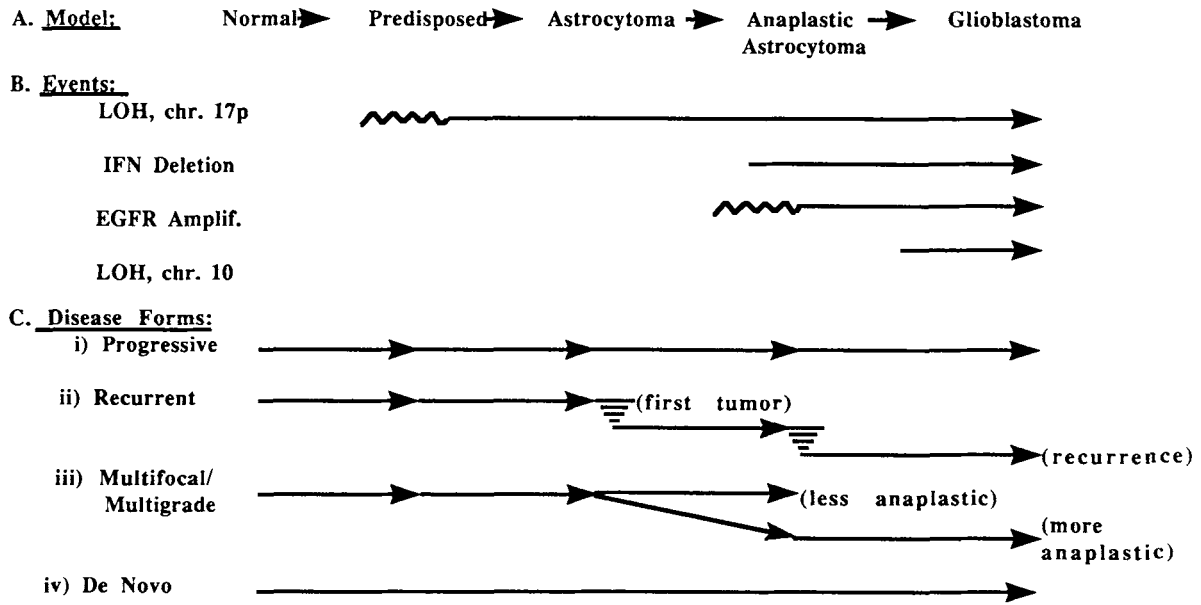 A. Model: Normal Predisposed Astrocytoma Anaplastic Astrocytoma Glioblastoma
B. Events:
LOH, chr. 17p
IFN Deletion
EGFR Amplif.
LOH, chr. 10
C. Disease Forms:
i) Progressive
ii) Recurrent (first tumor)
(recurrence)
iii) Multifocal/
Multigrade
(less anaplastic)
(more
anaplastic)
iv) De Novo